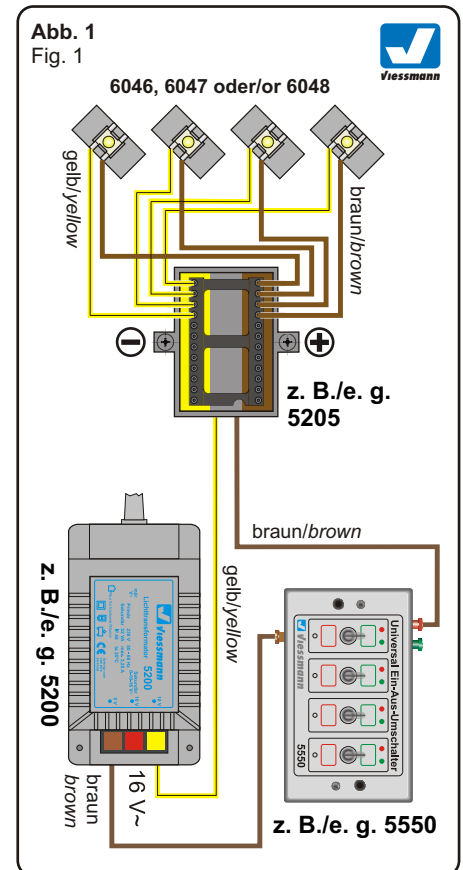 Abb. 1
Fig. 1
Viessmann
6046, 6047 oder/or 6048
gelb/yellow
braun/brown
z. B./e. g.
5205
braun/brown
gelb/yellow
z. B./e. g. 5200
Viessmann
Lichttransformator 5200
16 V~
braun
brown
Viessmann
Universal Ein-Aus-Umschalter
5550
z. B./e. g. 5550